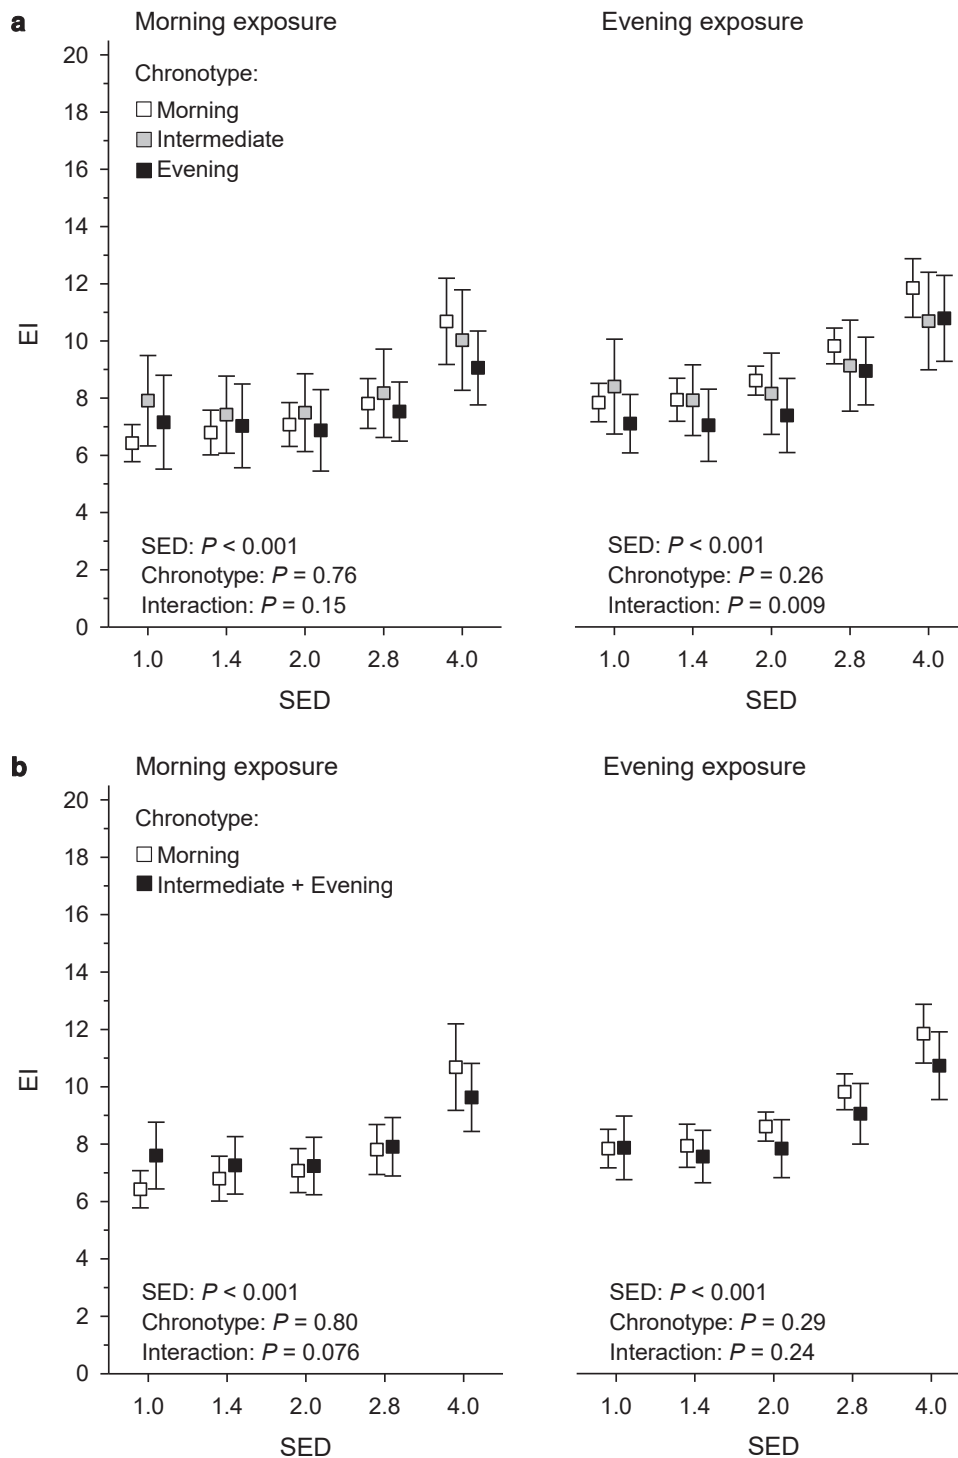 a
Morning exposure
Evening exposure
20
18
16
14
12
10
8
6
4
2
0
EI
Chronotype:
Morning
Intermediate
Evening
SED: P < 0.001
Chronotype: P = 0.76
Interaction: P = 0.15
SED: P < 0.001
Chronotype: P = 0.26
Interaction: P = 0.009
1.0 1.4 2.0 2.8 4.0
1.0 1.4 2.0 2.8 4.0
SED
SED
b
Morning exposure
Evening exposure
20
18
16
14
12
10
8
6
4
2
0
EI
Chronotype:
Morning
Intermediate + Evening
SED: P < 0.001
Chronotype: P = 0.80
Interaction: P = 0.076
SED: P < 0.001
Chronotype: P = 0.29
Interaction: P = 0.24
1.0 1.4 2.0 2.8 4.0
1.0 1.4 2.0 2.8 4.0
SED
SED